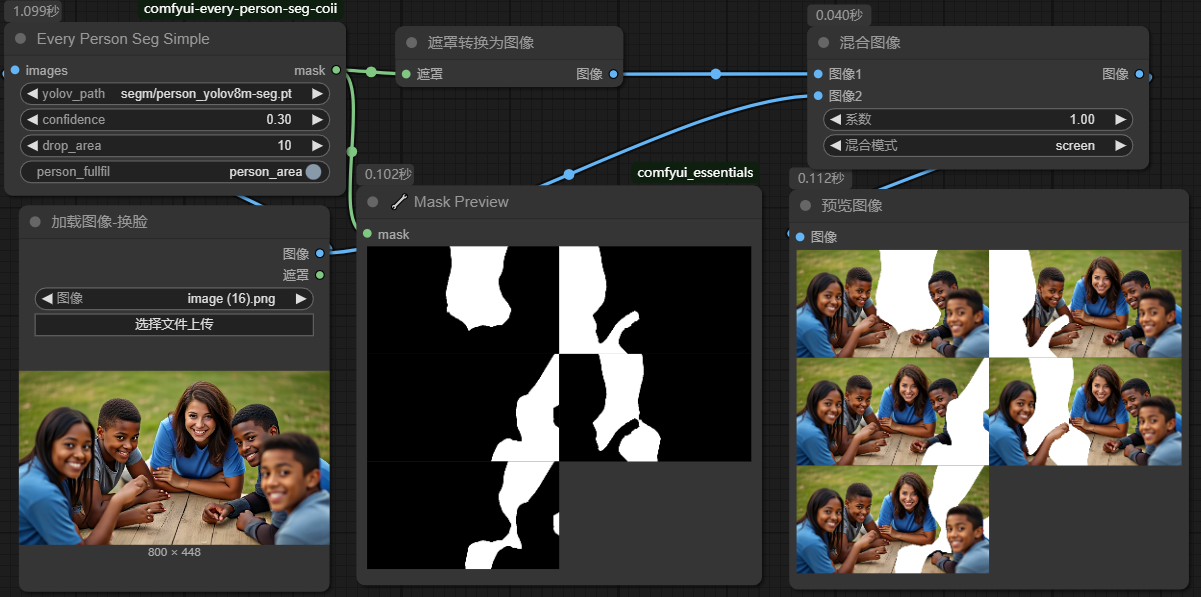 1.099秒
comfyui-every-person-seg-coii
Every Person Seg Simple
images
mask
yolov_path
segm/person_yolov8m-seg.pt
confidence
0.30
drop_area
10
person_fullfil
person_area
遮罩转换为图像
遮罩
图像
0.040秒
混合图像
图像1
图像
图像2
系数
1.00
混合模式
screen
加载图像-换脸
图像
遮罩
图像
image (16).png
选择文件上传
800 × 448
0.102秒
comfyui_essentials
Mask Preview
mask
0.112秒
预览图像
图像